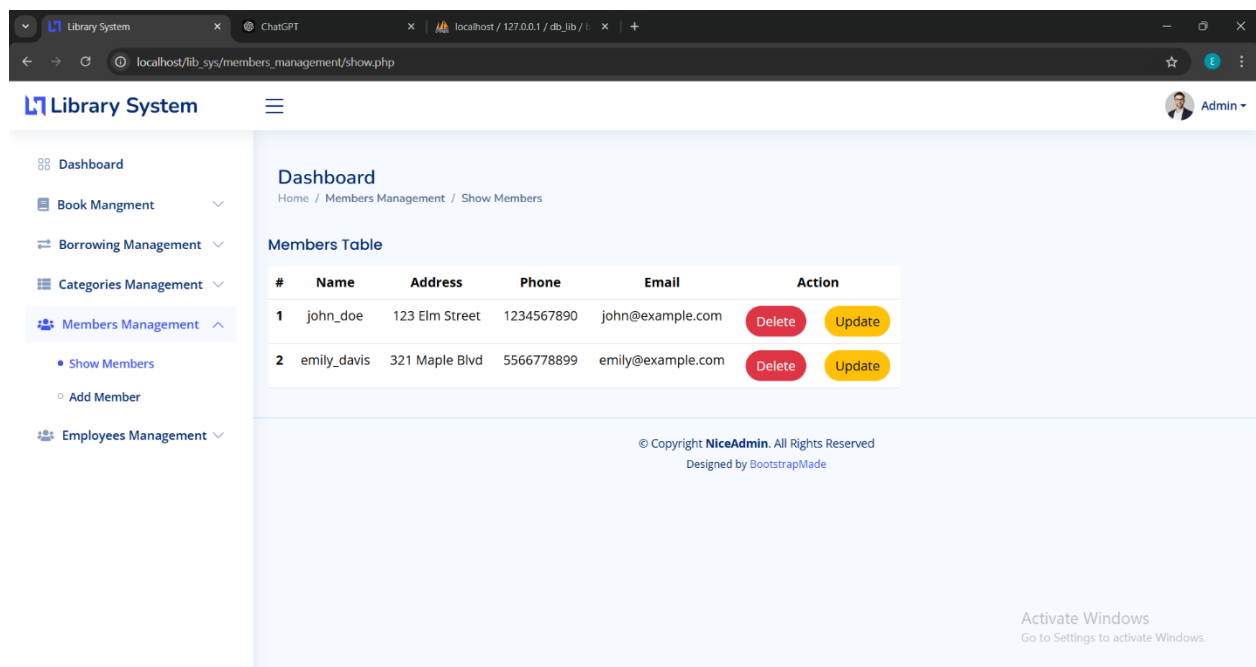 Library System
ChatGPT
localhost / 127.0.0.1 / db_lib / b
localhost/lib_sys/members_management/show.php
E
Library System
Admin
Dashboard
Book Mangment
Borrowing Management
Categories Management
Members Management
Show Members
Add Member
Employees Management
Dashboard
Home / Members Management / Show Members
Members Table
# Name Address Phone Email Action
1 john_doe 123 Elm Street 1234567890 john@example.com Delete Update
2 emily_davis 321 Maple Blvd 5566778899 emily@example.com Delete Update
© Copyright NiceAdmin. All Rights Reserved
Designed by BootstrapMade
Activate Windows
Go to Settings to activate Windows.